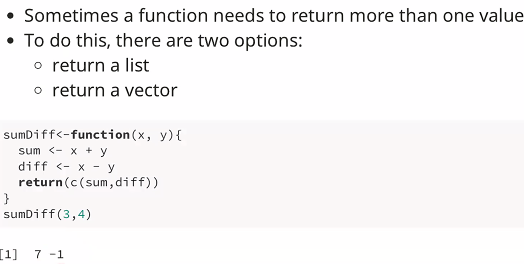 • Sometimes a function needs to return more than one value
• To do this, there are two options:
○ return a list
○ return a vector
sumDiff<-function(x, y){
  sum <- x + y
  diff <- x - y
  return(c(sum,diff))
}
sumDiff(3,4)
[1]  7 -1